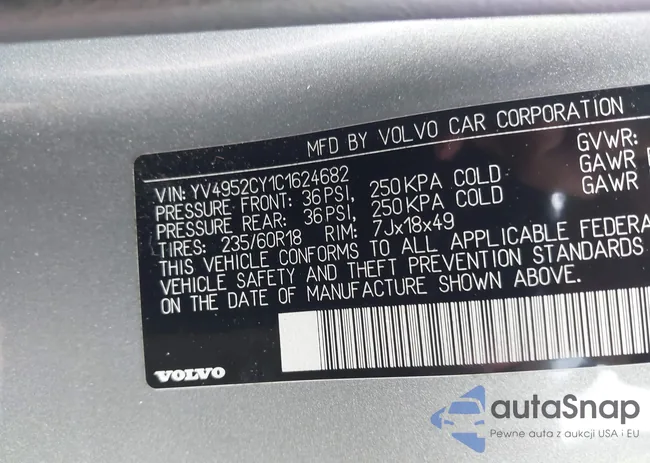 MFD BY VOLVO CAR CORPORATION
VIN: YV4952CY1C1624682 GVWR:
PRESSURE FRONT: 36PSI, 250KPA COLD GAWR
PRESSURE REAR: 36PSI, 250KPA COLD GAWR
TIRES: 235/60R18 RIM: 7Jx18x49
THIS VEHICLE CONFORMS TO ALL APPLICABLE FEDERA
VEHICLE SAFETY AND THEFT PREVENTION STANDARDS
ON THE DATE OF MANUFACTURE SHOWN ABOVE.
VOLVO
autaSnap
Pewne auta z aukcji USA i EU